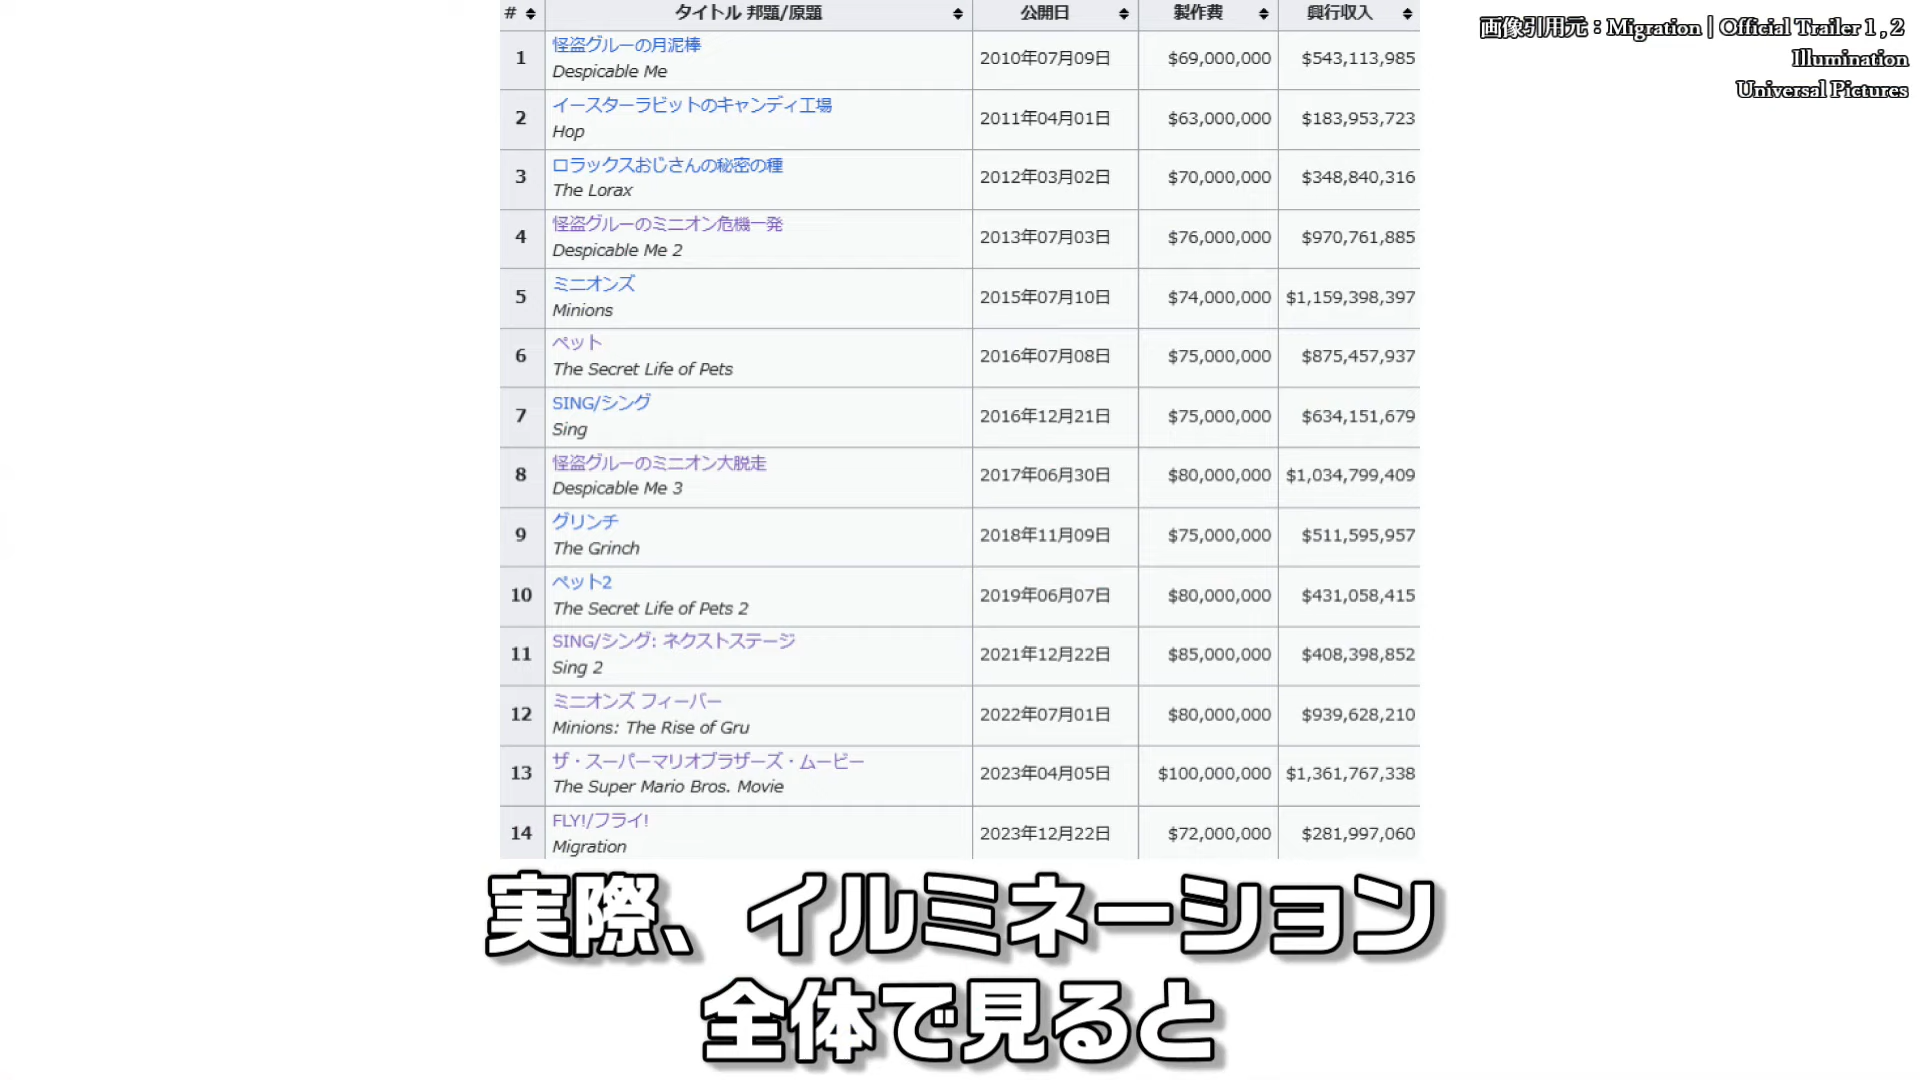 # タイトル 邦題/原題 公開日 製作費 興行収入
画像引用元：Migration | Official Trailer 1 , 2
Illumination
Universal Pictures
1 怪盗グルーの月泥棒 2010年07月09日 $69,000,000 $543,113,985
Despicable Me
2 イースターラビットのキャンディ工場 2011年04月01日 $63,000,000 $183,953,723
Hop
3 ロラックスおじさんの秘密の種 2012年03月02日 $70,000,000 $348,840,316
The Lorax
4 怪盗グルーのミニオン危機一発 2013年07月03日 $76,000,000 $970,761,885
Despicable Me 2
5 ミニオンズ 2015年07月10日 $74,000,000 $1,159,398,397
Minions
6 ペット 2016年07月08日 $75,000,000 $875,457,937
The Secret Life of Pets
7 SING/シング 2016年12月21日 $75,000,000 $634,151,679
Sing
8 怪盗グルーのミニオン大脱走 2017年06月30日 $80,000,000 $1,034,799,409
Despicable Me 3
9 グリンチ 2018年11月09日 $75,000,000 $511,595,957
The Grinch
10 ペット2 2019年06月07日 $80,000,000 $431,058,415
The Secret Life of Pets 2
11 SING/シング: ネクストステージ 2021年12月22日 $85,000,000 $408,398,852
Sing 2
12 ミニオンズ フィーバー 2022年07月01日 $80,000,000 $939,628,210
Minions: The Rise of Gru
13 ザ・スーパーマリオブラザーズ・ムービー 2023年04月05日 $100,000,000 $1,361,767,338
The Super Mario Bros. Movie
14 FLY!/フライ! 2023年12月22日 $72,000,000 $281,997,060
Migration
実際、イルミネーション
全体で見ると